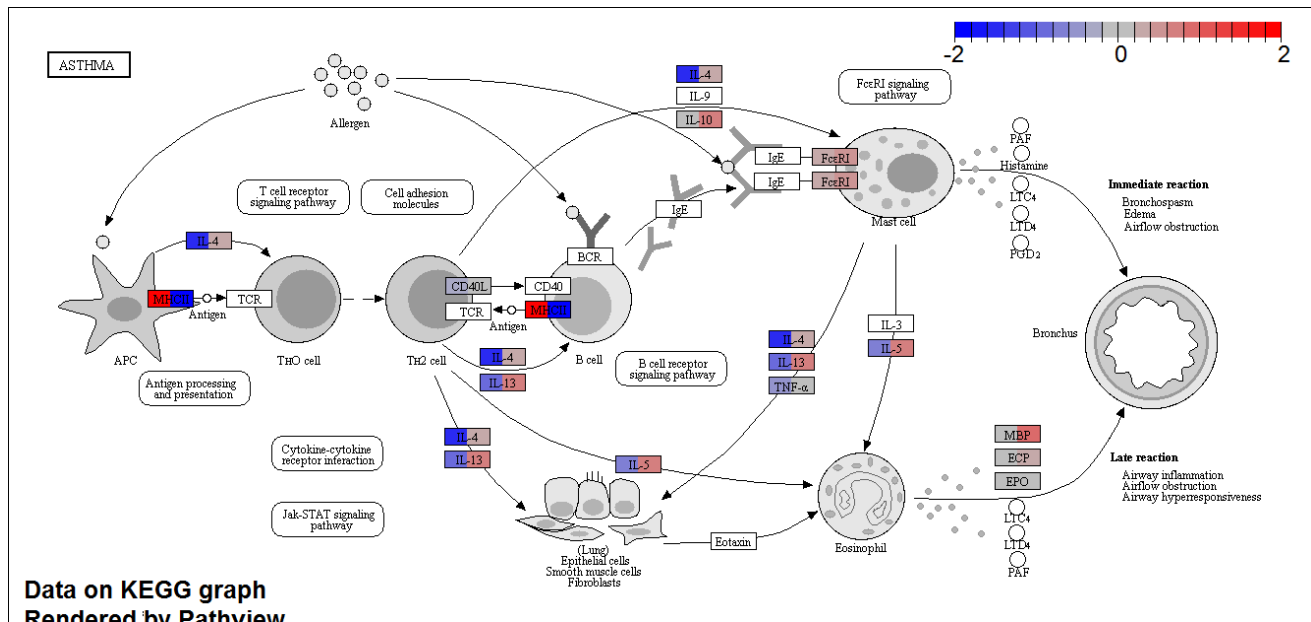 ASTHMA
-2 0 2
Allergen
IL-4
IL-9
IL-10
FcεRI signaling
pathway
IgE
FcεRI
IgE
FcεRI
Mast cell
PAF
Histamine
LTC4
LTD4
PGD2
Immediate reaction
Bronchospasm
Edema
Airflow obstruction
T cell receptor
signaling pathway
Cell adhesion
molecules
IgE
IL-4
BCR
MHCII
Antigen
TCR
CD40L
CD40
TCR
Antigen
MHCII
APC
TH0 cell
TH2 cell
B cell
IL-4
IL-13
B cell receptor
signaling pathway
Antigen processing
and presentation
IL-3
IL-5
IL-4
IL-13
TNF-α
Bronchus
Cytokine-cytokine
receptor interaction
IL-4
IL-13
IL-5
MBP
ECP
EPO
Late reaction
Airway inflammation
Airflow obstruction
Airway hyperresponsiveness
Jak-STAT signaling
pathway
LTC4
LTD4
PAF
Eotaxin
Eosinophil
(Lung)
Epithelial cells
Smooth muscle cells
Fibroblasts
Data on KEGG graph
Rendered by Pathview